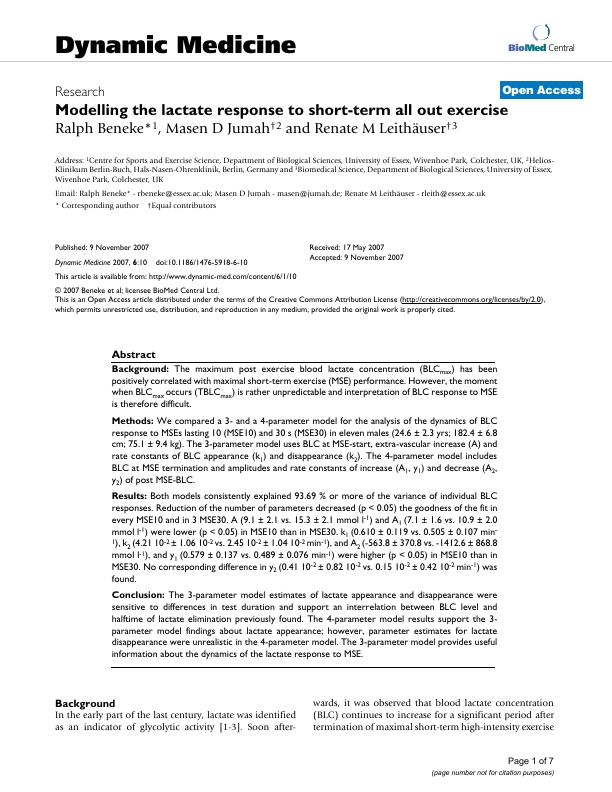 Dynamic Medicine
BioMed Central
Research
Open Access
Modelling the lactate response to short-term all out exercise
Ralph Beneke*1, Masen D Jumah†2 and Renate M Leithäuser†3
Address: 1Centre for Sports and Exercise Science, Department of Biological Sciences, University of Essex, Wivenhoe Park, Colchester, UK, 2Helios-
Klinikum Berlin-Buch, Hals-Nasen-Ohrenklinik, Berlin, Germany and 3Biomedical Science, Department of Biological Sciences, University of Essex,
Wivenhoe Park, Colchester, UK
Email: Ralph Beneke* - rbeneke@essex.ac.uk; Masen D Jumah - masen@jumah.de; Renate M Leithäuser - rleith@essex.ac.uk
* Corresponding author †Equal contributors
Published: 9 November 2007
Dynamic Medicine 2007, 6:10 doi:10.1186/1476-5918-6-10
Received: 17 May 2007
Accepted: 9 November 2007
This article is available from: http://www.dynamic-med.com/content/6/1/10
© 2007 Beneke et al; licensee BioMed Central Ltd.
This is an Open Access article distributed under the terms of the Creative Commons Attribution License (http://creativecommons.org/licenses/by/2.0),
which permits unrestricted use, distribution, and reproduction in any medium, provided the original work is properly cited.
Abstract
Background: The maximum post exercise blood lactate concentration (BLCmax) has been
positively correlated with maximal short-term exercise (MSE) performance. However, the moment
when BLCmax occurs (TBLCmax) is rather unpredictable and interpretation of BLC response to MSE
is therefore difficult.
Methods: We compared a 3- and a 4-parameter model for the analysis of the dynamics of BLC
response to MSEs lasting 10 (MSE10) and 30 s (MSE30) in eleven males (24.6 ± 2.3 yrs; 182.4 ± 6.8
cm; 75.1 ± 9.4 kg). The 3-parameter model uses BLC at MSE-start, extra-vascular increase (A) and
rate constants of BLC appearance (k1) and disappearance (k2). The 4-parameter model includes
BLC at MSE termination and amplitudes and rate constants of increase (A1, y1) and decrease (A2,
y2) of post MSE-BLC.
Results: Both models consistently explained 93.69 % or more of the variance of individual BLC
responses. Reduction of the number of parameters decreased (p < 0.05) the goodness of the fit in
every MSE10 and in 3 MSE30. A (9.1 ± 2.1 vs. 15.3 ± 2.1 mmol l-1) and A1 (7.1 ± 1.6 vs. 10.9 ± 2.0
mmol l-1) were lower (p < 0.05) in MSE10 than in MSE30. k1 (0.610 ± 0.119 vs. 0.505 ± 0.107 min-
1), k2 (4.21 10-2 ± 1.06 10-2 vs. 2.45 10-2 ± 1.04 10-2 min-1), and A2 (-563.8 ± 370.8 vs. -1412.6 ± 868.8
mmol l-1), and y1 (0.579 ± 0.137 vs. 0.489 ± 0.076 min-1) were higher (p < 0.05) in MSE10 than in
MSE30. No corresponding difference in y2 (0.41 10-2 ± 0.82 10-2 vs. 0.15 10-2 ± 0.42 10-2 min-1) was
found.
Conclusion: The 3-parameter model estimates of lactate appearance and disappearance were
sensitive to differences in test duration and support an interrelation between BLC level and
halftime of lactate elimination previously found. The 4-parameter model results support the 3-
parameter model findings about lactate appearance; however, parameter estimates for lactate
disappearance were unrealistic in the 4-parameter model. The 3-parameter model provides useful
information about the dynamics of the lactate response to MSE.
Background
In the early part of the last century, lactate was identified
as an indicator of glycolytic activity [1-3]. Soon after-
wards, it was observed that blood lactate concentration
(BLC) continues to increase for a significant period after
termination of maximal short-term high-intensity exercise
Page 1 of 7
(page number not for citation purposes)